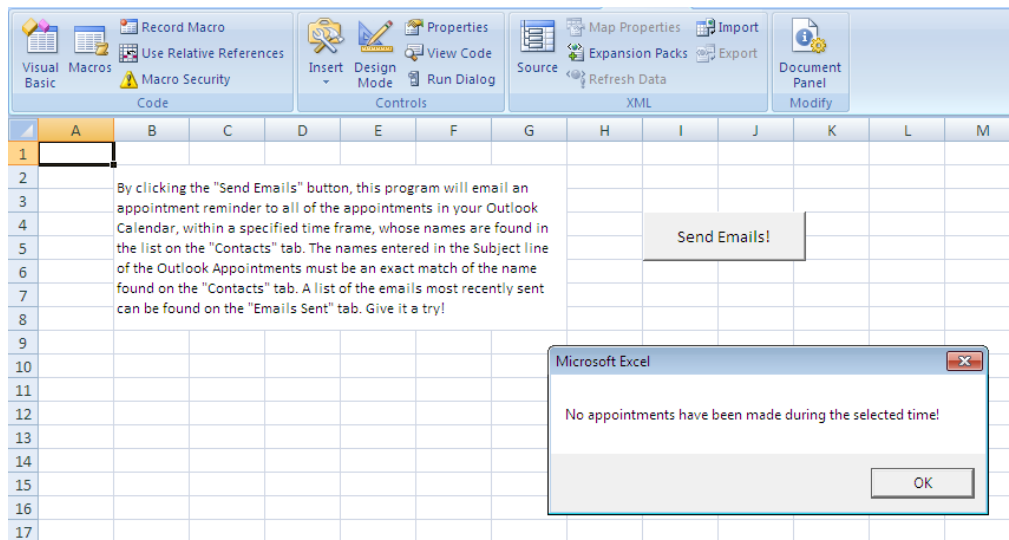 Record Macro
Use Relative References
Macro Security
Visual Basic
Macros
Code
Insert
Design Mode
Properties
View Code
Run Dialog
Controls
Source
Map Properties
Expansion Packs
Refresh Data
Import
Export
XML
Document Panel
Modify
A B C D E F G H I J K L M
1
2
3
4
5
6
7
8
9
10
11
12
13
14
15
16
17
By clicking the "Send Emails" button, this program will email an
appointment reminder to all of the appointments in your Outlook
Calendar, within a specified time frame, whose names are found in
the list on the "Contacts" tab. The names entered in the Subject line
of the Outlook Appointments must be an exact match of the name
found on the "Contacts" tab. A list of the emails most recently sent
can be found on the "Emails Sent" tab. Give it a try!
Send Emails!
Microsoft Excel
No appointments have been made during the selected time!
OK